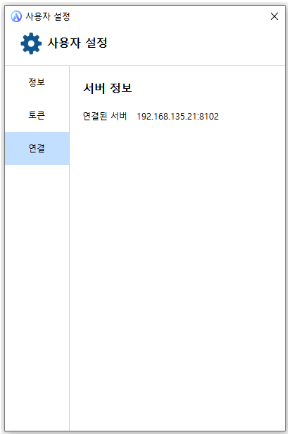 사용자 설정
사용자 설정
정보
토큰
연결
서버 정보
연결된 서버 192.168.135.21:8102